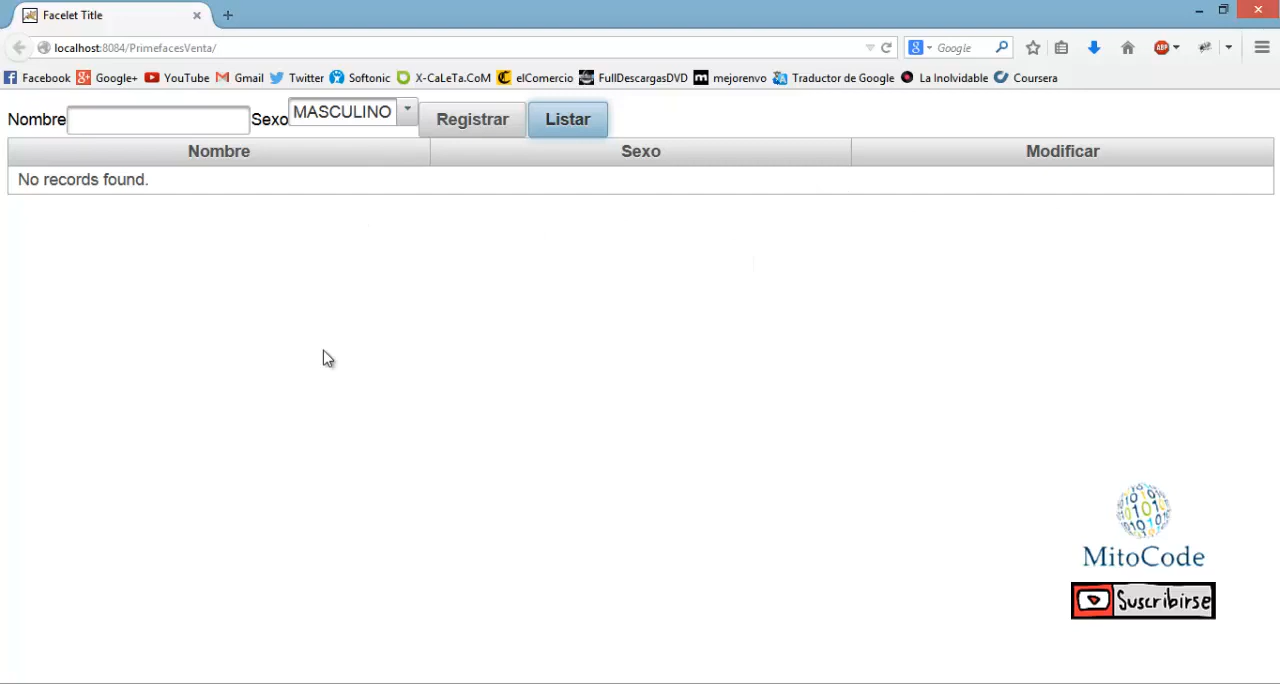 Facelet Title
localhost:8084/PrimefacesVenta/
Google
ABP
Facebook Google+ YouTube Gmail Twitter Softonic X-CaLeTa.CoM elComercio FullDescargasDVD mejorenvo Traductor de Google La Inolvidable Coursera
Nombre Sexo MASCULINO Registrar Listar
Nombre Sexo Modificar
No records found.
MitoCode
Suscribirse